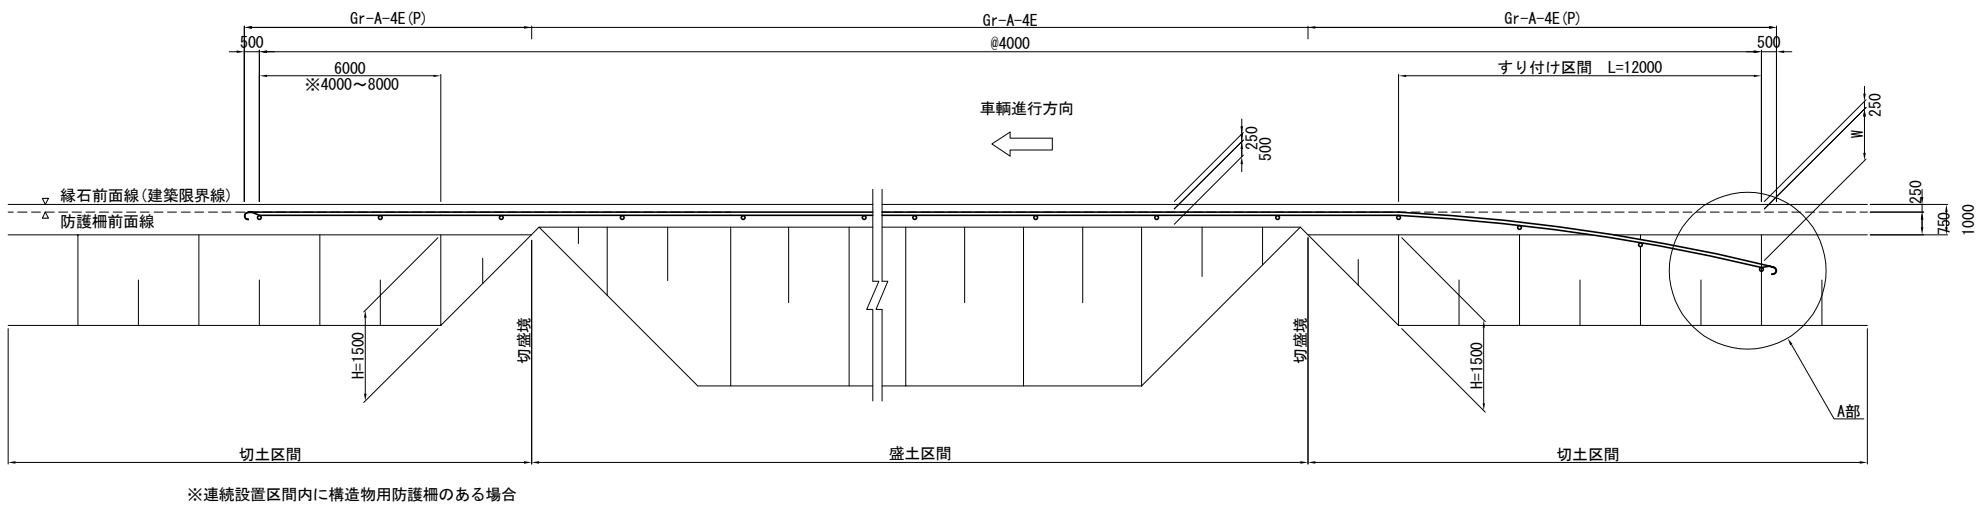 Gr-A-4E(P)
Gr-A-4E
Gr-A-4E(P)
500
@4000
500
6000
※4000～8000
すり付け区間 L=12000
車輌進行方向
250
500
250
W
縁石前面線(建築限界線)
防護柵前面線
250
750
1000
H=1500
切盛境
切盛境
H=1500
A部
切土区間
盛土区間
切土区間
※連続設置区間内に構造物用防護柵のある場合